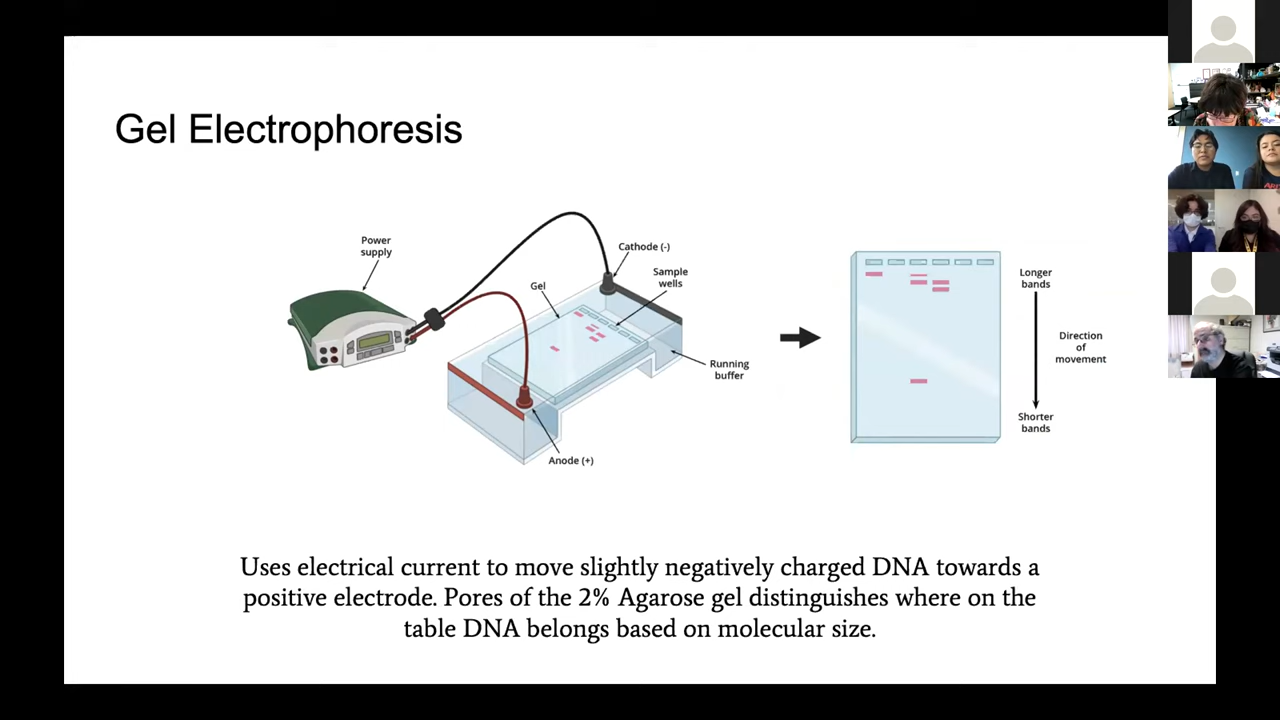 Gel Electrophoresis
Power
supply
Cathode (-)
Sample
wells
Gel
Running
buffer
Anode (+)
Longer
bands
Direction
of
movement
Shorter
bands
Uses electrical current to move slightly negatively charged DNA towards a
positive electrode. Pores of the 2% Agarose gel distinguishes where on the
table DNA belongs based on molecular size.